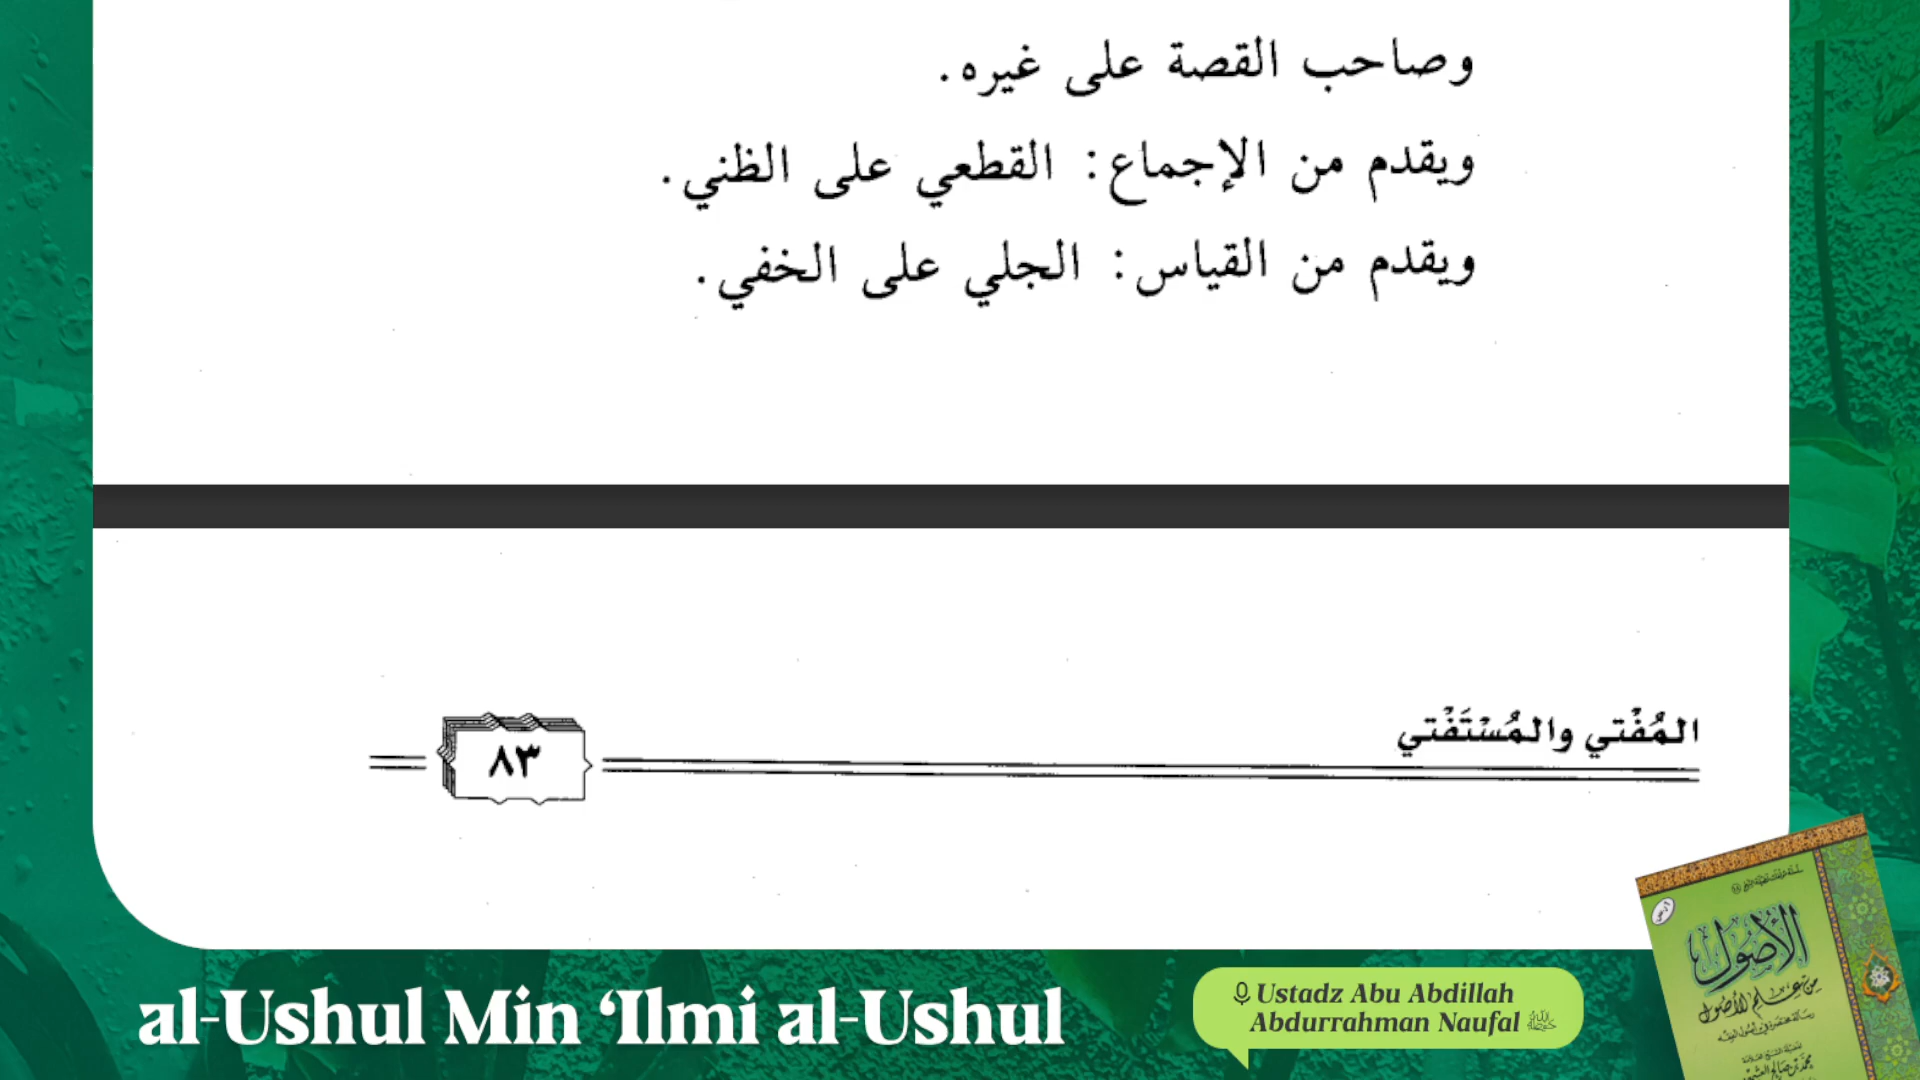 وصاحب القصة على غيره.
ويقدم من الإجماع: القطعي على الظني.
ويقدم من القياس: الجلي على الخفي.
المُفْتي والمُسْتَفْتي
٨٣
al-Ushul Min ‘Ilmi al-Ushul
Ustadz Abu Abdillah
Abdurrahman Naufal
الأصول
من علم الأصول